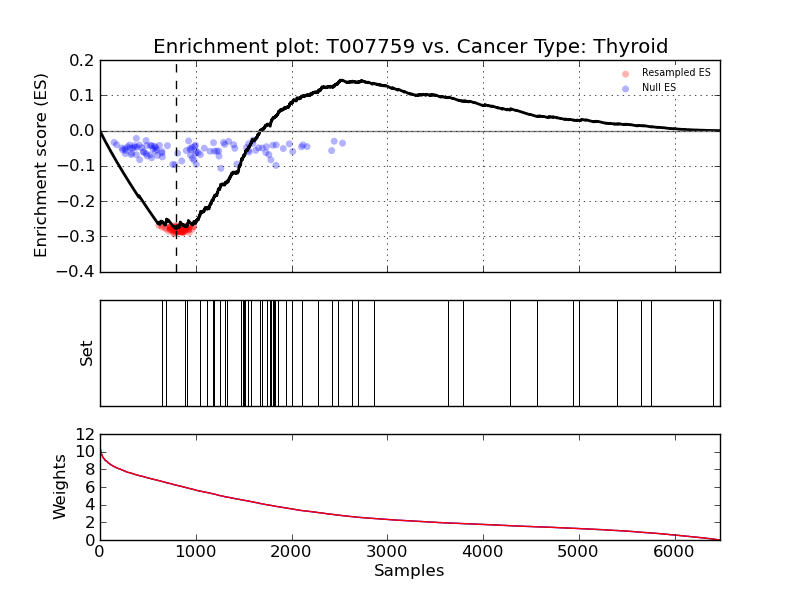 Enrichment plot: T007759 vs. Cancer Type: Thyroid
Enrichment score (ES)
0.2
0.1
0.0
−0.1
−0.2
−0.3
−0.4
Resampled ES
Null ES
Set
Weights
12
10
8
6
4
2
0
0 1000 2000 3000 4000 5000 6000
Samples